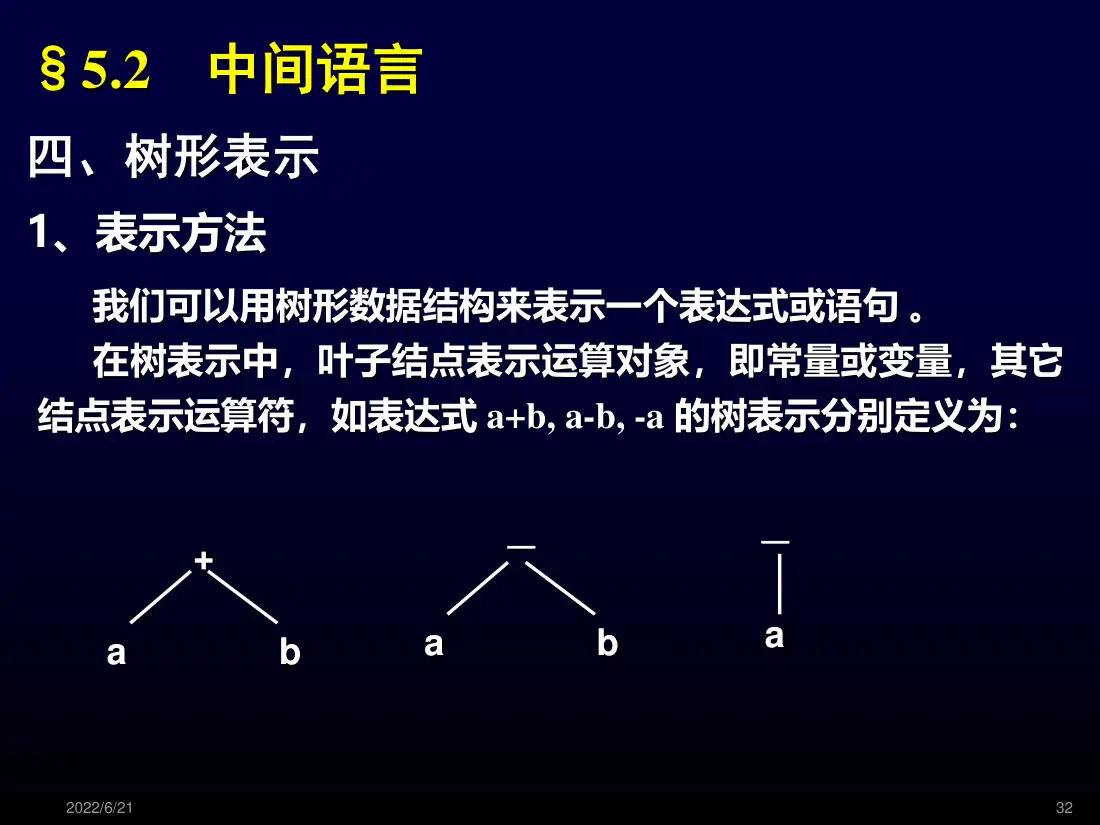 §5.2 中间语言
四、树形表示
1、表示方法
我们可以用树形数据结构来表示一个表达式或语句 。
在树表示中，叶子结点表示运算对象，即常量或变量，其它
结点表示运算符，如表达式 a+b, a-b, -a 的树表示分别定义为：
+ — —
a b a b a
2022/6/21 32